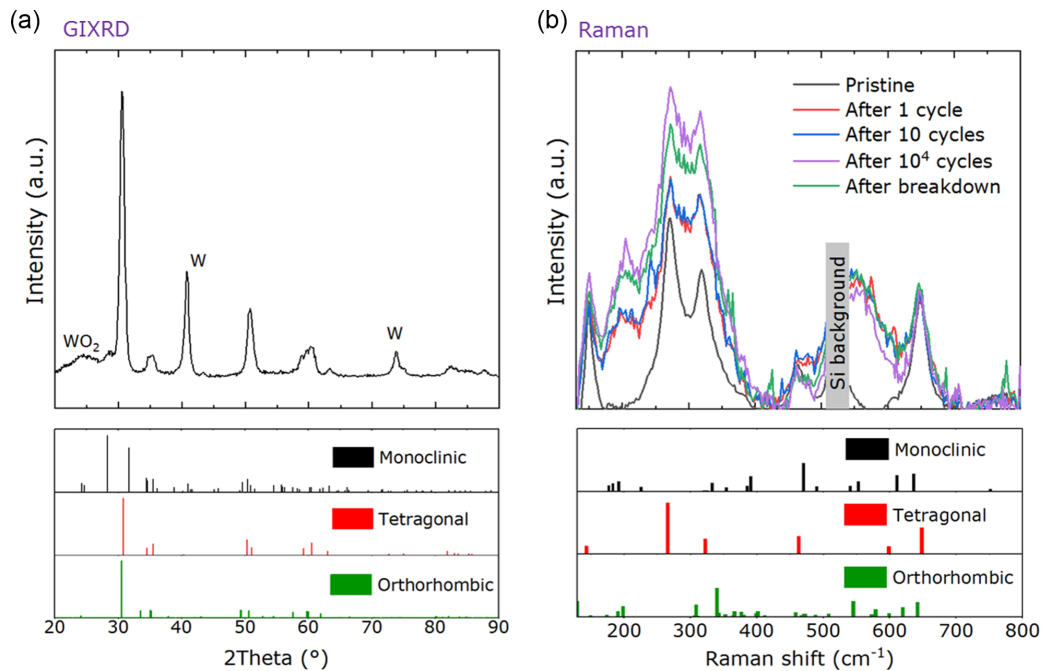 (a)
GIXRD
Intensity (a.u.)
WO2
W
W
Monoclinic
Tetragonal
Orthorhombic
20 30 40 50 60 70 80 90
2Theta (°)
(b)
Raman
Intensity (a.u.)
Pristine
After 1 cycle
After 10 cycles
After 10⁴ cycles
After breakdown
Si background
Monoclinic
Tetragonal
Orthorhombic
200 300 400 500 600 700 800
Raman shift (cm⁻¹)